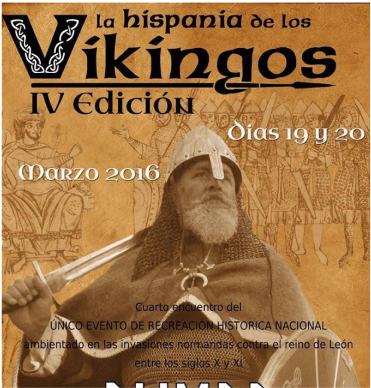 la hispania de los
Vikingos
IV Edición
Días 19 y 20
Marzo 2016
Cuarto encuentro del
ÚNICO EVENTO DE RECREACIÓN HISTORICA NACIONAL
ambientado en las invasiones normandas contra el reino de León
entre los siglos X y XI